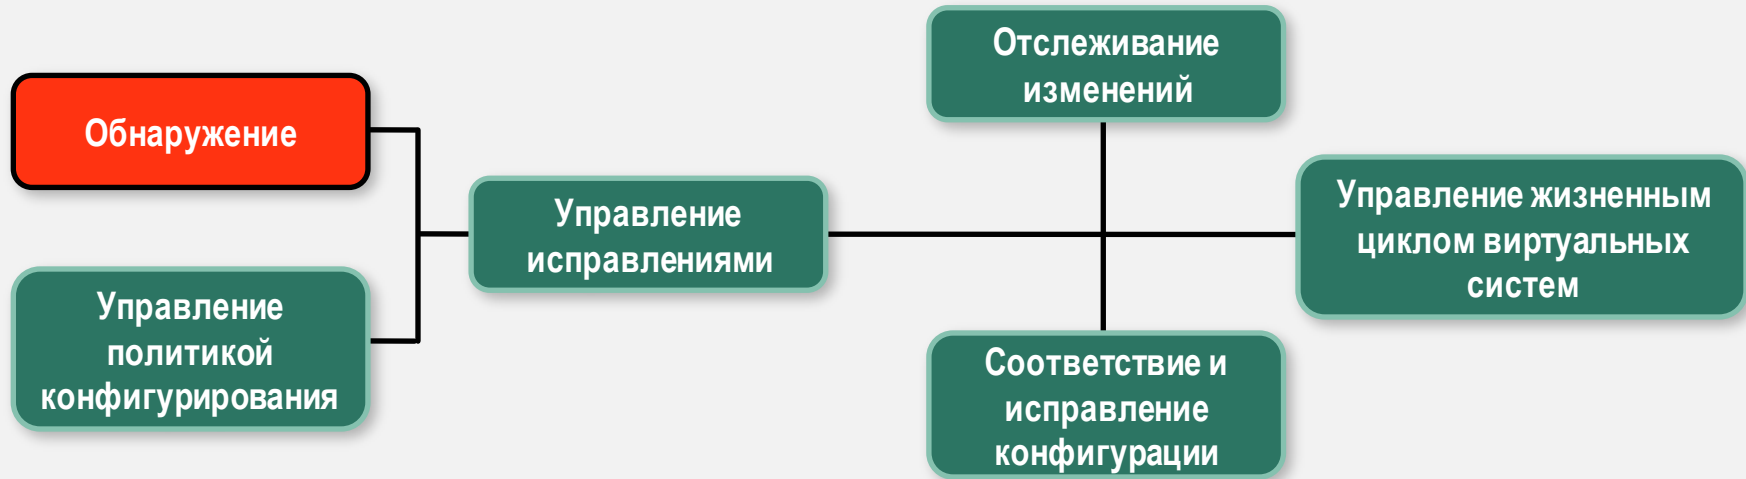 Обнаружение
Управление
политикой
конфигурирования
Управление
исправлениями
Отслеживание
изменений
Соответствие и
исправление
конфигурации
Управление жизненным
циклом виртуальных
систем